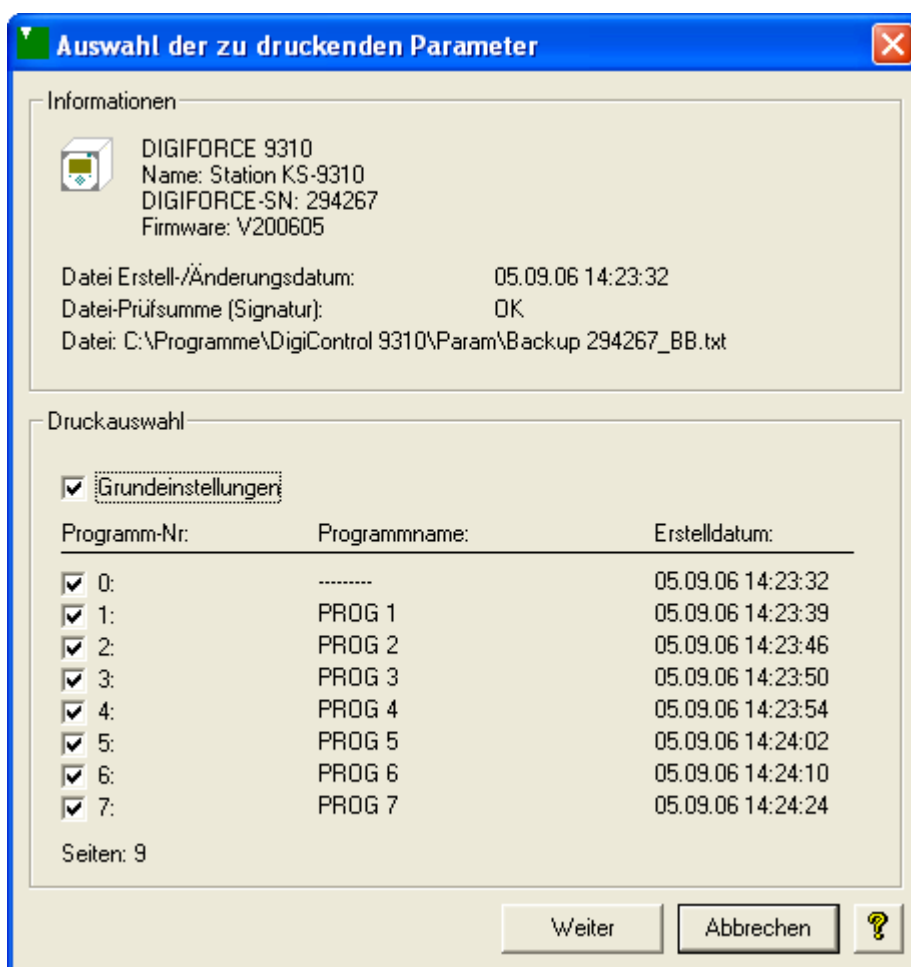 Auswahl der zu druckenden Parameter
Informationen
DIGIFORCE 9310
Name: Station KS-9310
DIGIFORCE-SN: 294267
Firmware: V200605
Datei Erstell-/Änderungsdatum: 05.09.06 14:23:32
Datei-Prüfsumme (Signatur): OK
Datei: C:\Programme\DigiControl 9310\Param\Backup 294267_BB.txt
Druckauswahl
Grundeinstellungen
Programm-Nr: Programmname: Erstelldatum:
0: --------- 05.09.06 14:23:32
1: PROG 1 05.09.06 14:23:39
2: PROG 2 05.09.06 14:23:46
3: PROG 3 05.09.06 14:23:50
4: PROG 4 05.09.06 14:23:54
5: PROG 5 05.09.06 14:24:02
6: PROG 6 05.09.06 14:24:10
7: PROG 7 05.09.06 14:24:24
Seiten: 9
Weiter Abbrechen ?